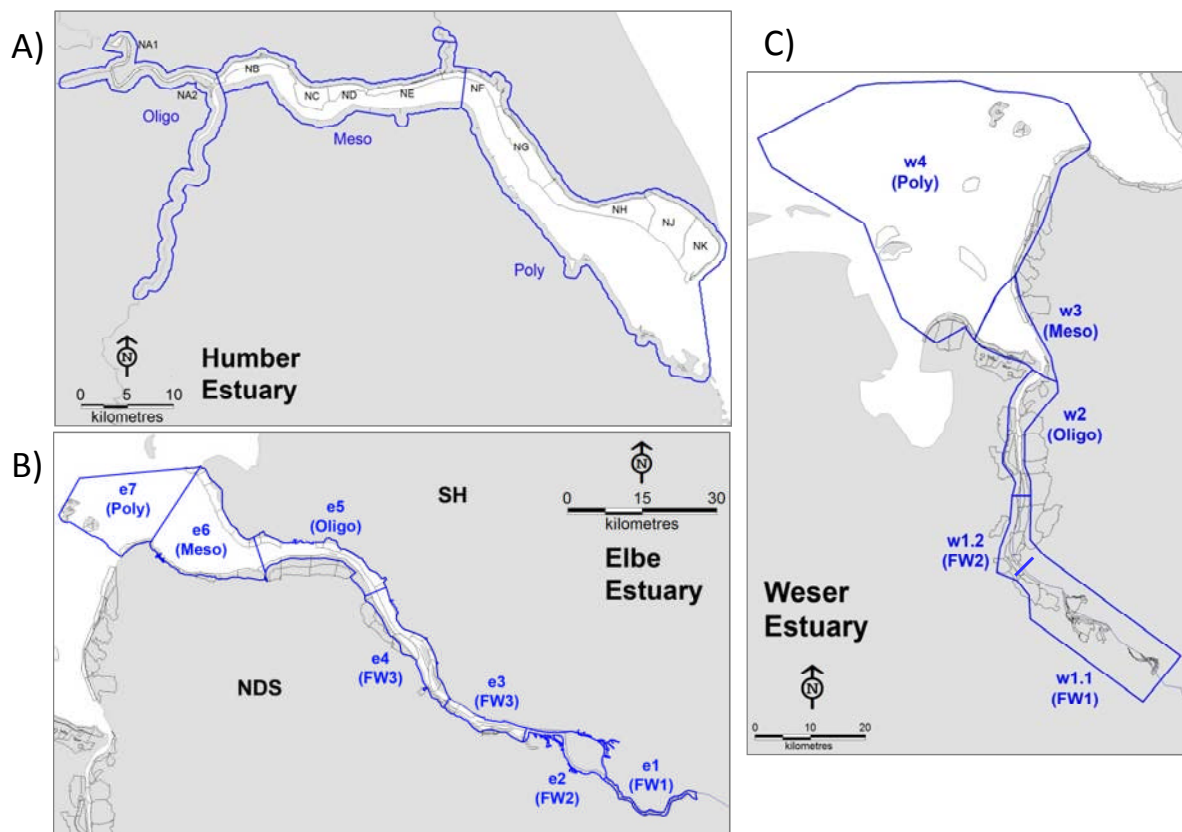 A)
NA1
NA2
NB
NC
ND
NE
NF
NG
NH
NJ
NK
Oligo
Meso
Poly
N
0 5 10
kilometres
Humber
Estuary
B)
e7
(Poly)
e6
(Meso)
e5
(Oligo)
SH
N
0 15 30
kilometres
Elbe
Estuary
e4
(FW3)
NDS
e3
(FW3)
e2
(FW2)
e1
(FW1)
C)
w4
(Poly)
w3
(Meso)
w2
(Oligo)
w1.2
(FW2)
Weser
Estuary
w1.1
(FW1)
N
0 10 20
kilometres